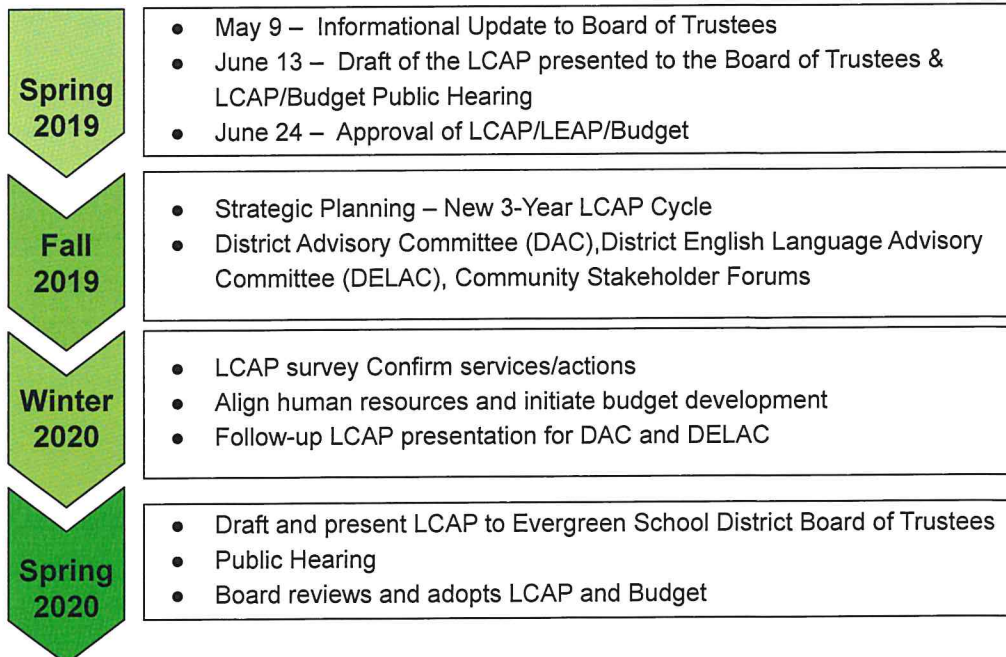 Spring
2019
● May 9 – Informational Update to Board of Trustees
● June 13 – Draft of the LCAP presented to the Board of Trustees &
LCAP/Budget Public Hearing
● June 24 – Approval of LCAP/LEAP/Budget
Fall
2019
● Strategic Planning – New 3-Year LCAP Cycle
● District Advisory Committee (DAC),District English Language Advisory
Committee (DELAC), Community Stakeholder Forums
Winter
2020
● LCAP survey Confirm services/actions
● Align human resources and initiate budget development
● Follow-up LCAP presentation for DAC and DELAC
Spring
2020
● Draft and present LCAP to Evergreen School District Board of Trustees
● Public Hearing
● Board reviews and adopts LCAP and Budget